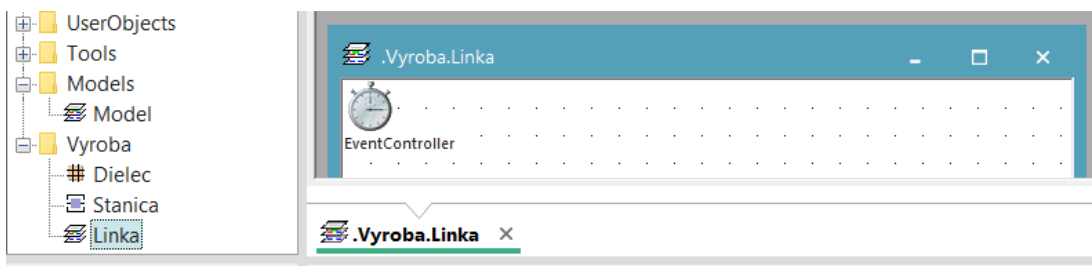 UserObjects
Tools
Models
Model
Vyroba
Dielec
Stanica
Linka
.Vyroba.Linka
EventController
.Vyroba.Linka